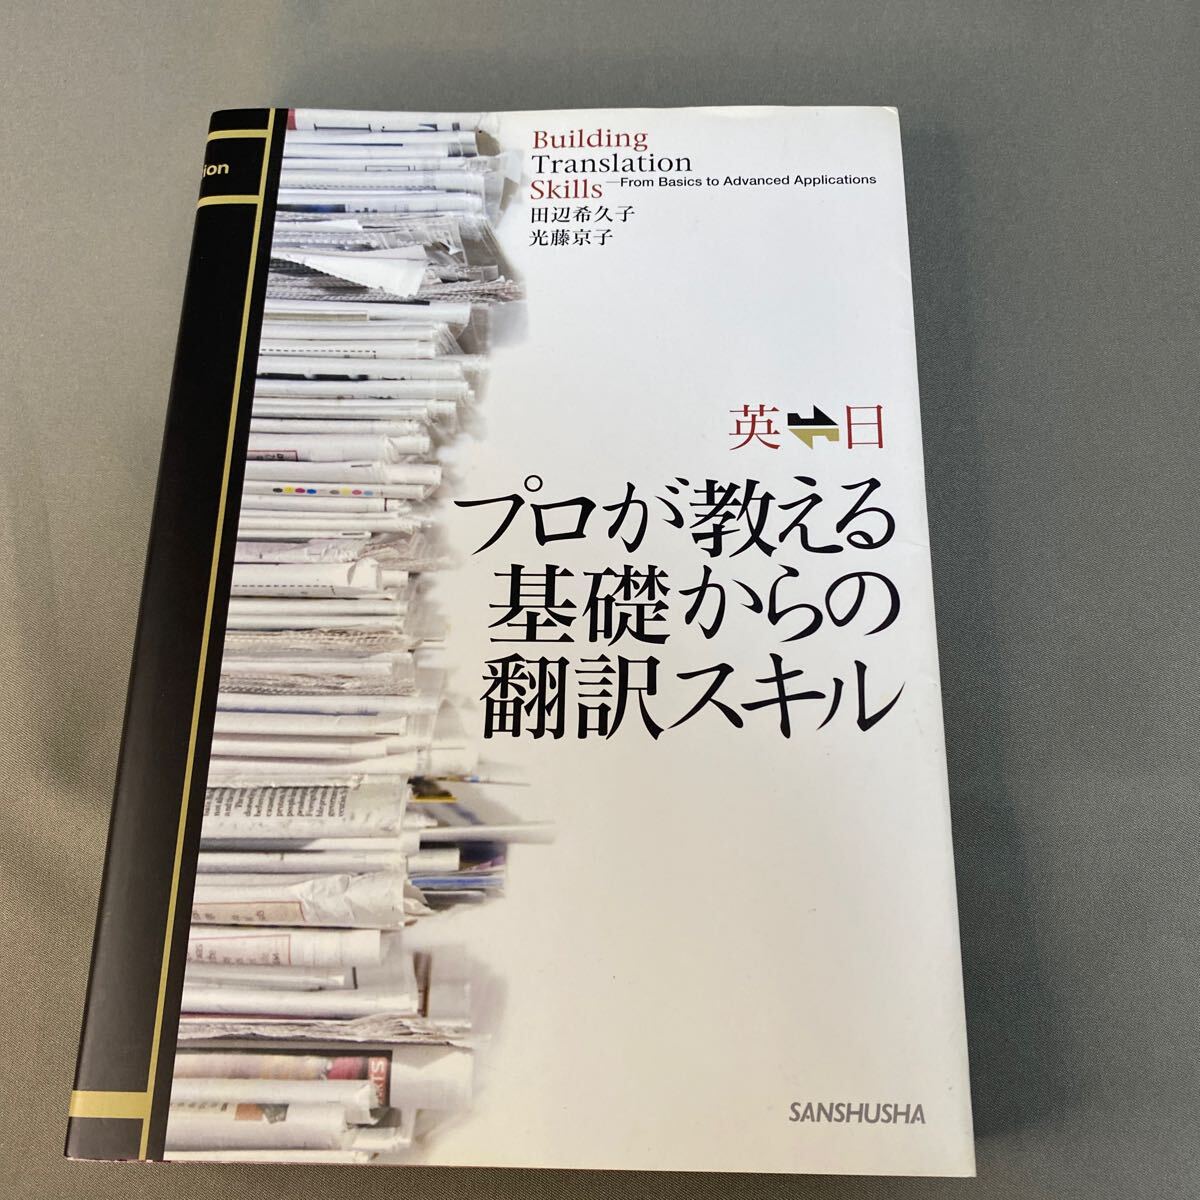 ion
Building
Translation
Skills—From Basics to Advanced Applications
田辺希久子
光藤京子
英⇄日
プロが教える
基礎からの
翻訳スキル
SANSHUSHA